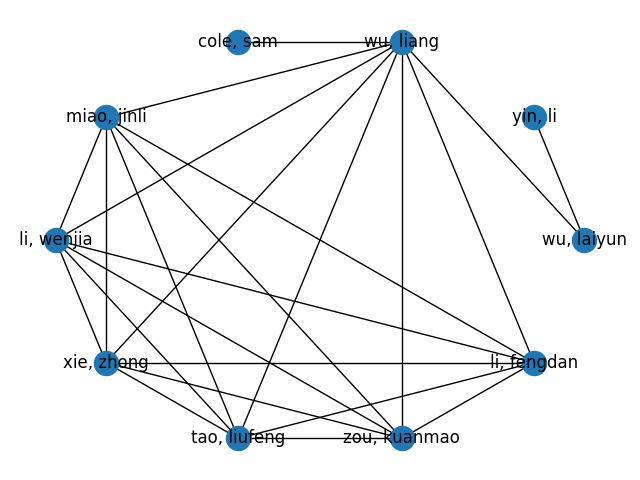 cole, sam
wu, liang
miao, jinli
yin, li
li, wenjia
wu, laiyun
xie, zhong
li, fengdan
tao, liufeng
zou, kuanmao